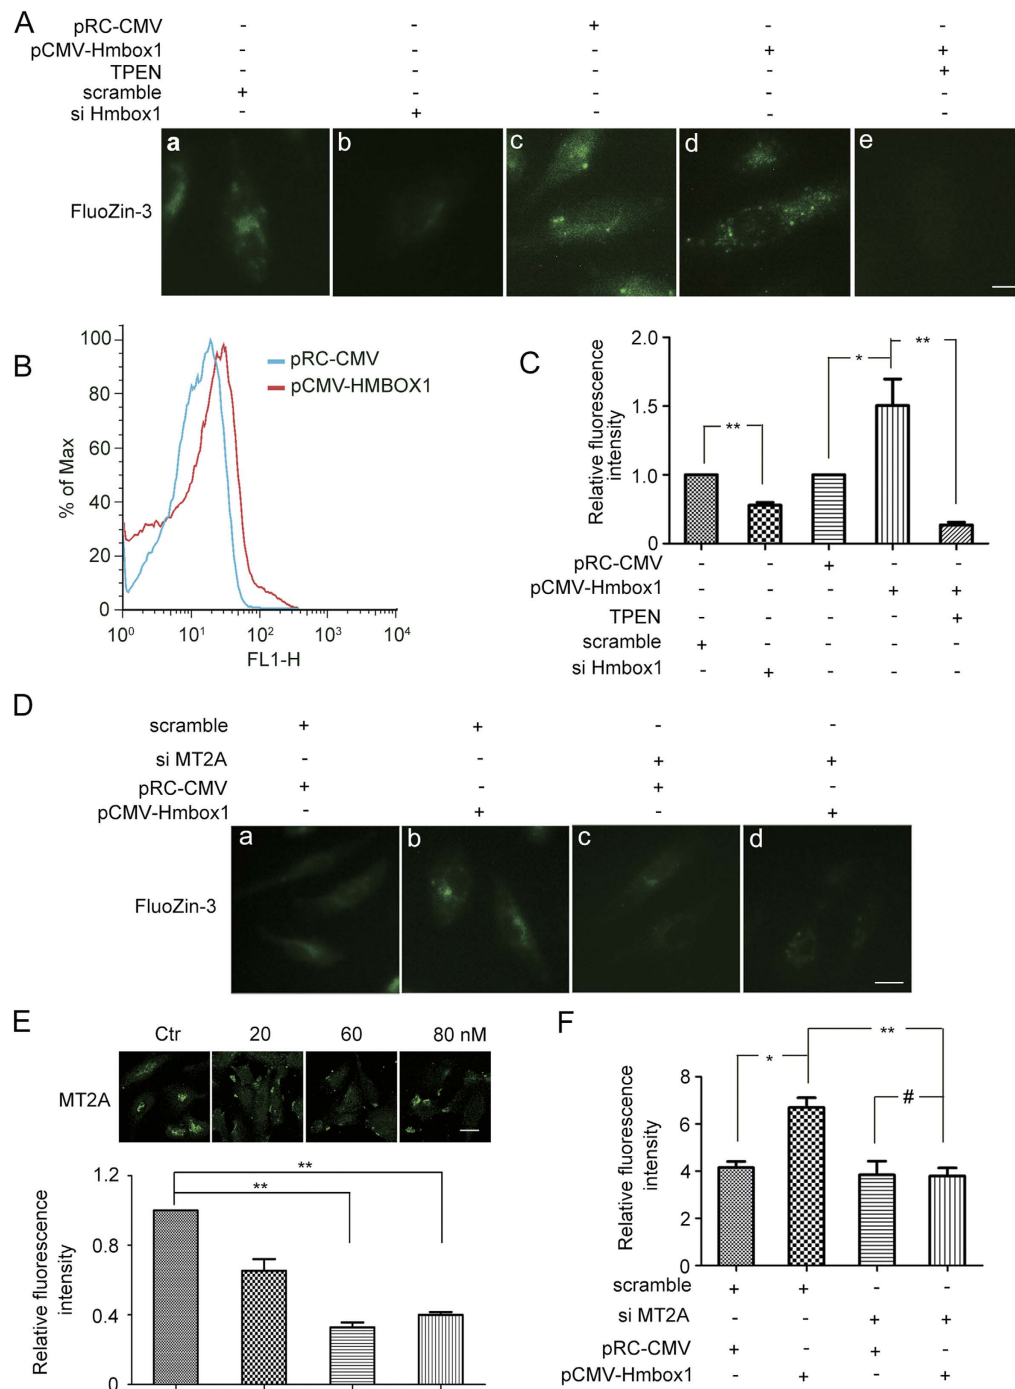 A
pRC-CMV - - + - -
pCMV-Hmbox1 - - - + +
TPEN - - - - +
scramble + - - - -
si Hmbox1 - + - - -
a b c d e
FluoZin-3
B
100
80
60
40
20
0
% of Max
pRC-CMV
pCMV-HMBOX1
10⁰ 10¹ 10² 10³ 10⁴
FL1-H
C
2.0
1.5
1.0
0.5
0
Relative fluorescence
intensity
** * **
pRC-CMV - - + - -
pCMV-Hmbox1 - - - + +
TPEN - - - - +
scramble + - - - -
si Hmbox1 - + - - -
D
scramble + + - -
si MT2A - - + +
pRC-CMV + - + -
pCMV-Hmbox1 - + - +
a b c d
FluoZin-3
E
Ctr 20 60 80 nM
MT2A
**
**
1.2
0.8
0.4
0
Relative fluorescence
intensity
F
**
*
#
8
6
4
2
0
Relative fluorescence
intensity
scramble + + - -
si MT2A - - + +
pRC-CMV + - + -
pCMV-Hmbox1 - + - +